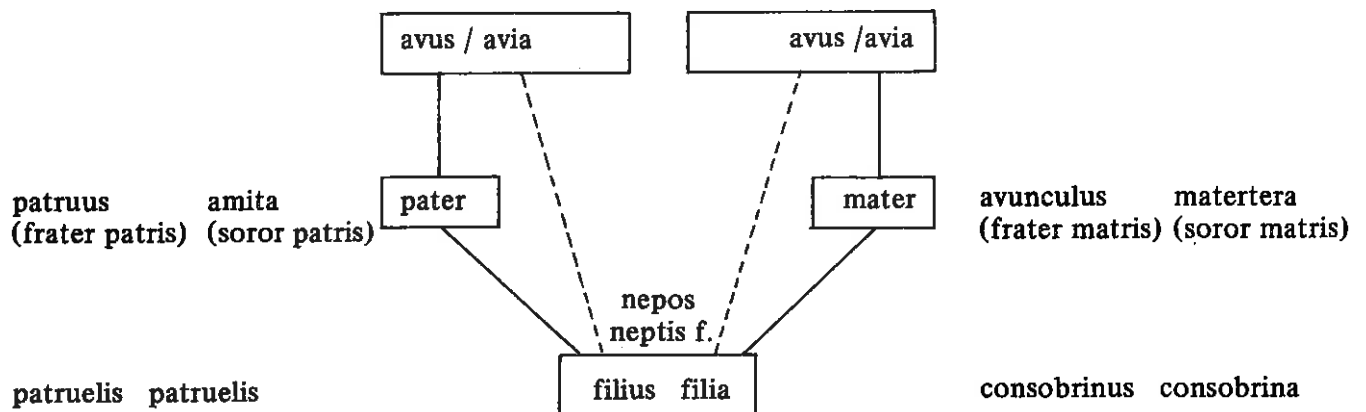 avus / avia
avus /avia
patruus amita pater mater avunculus matertera
(frater patris) (soror patris) (frater matris) (soror matris)
nepos
neptis f.
patruelis patruelis filius filia consobrinus consobrina